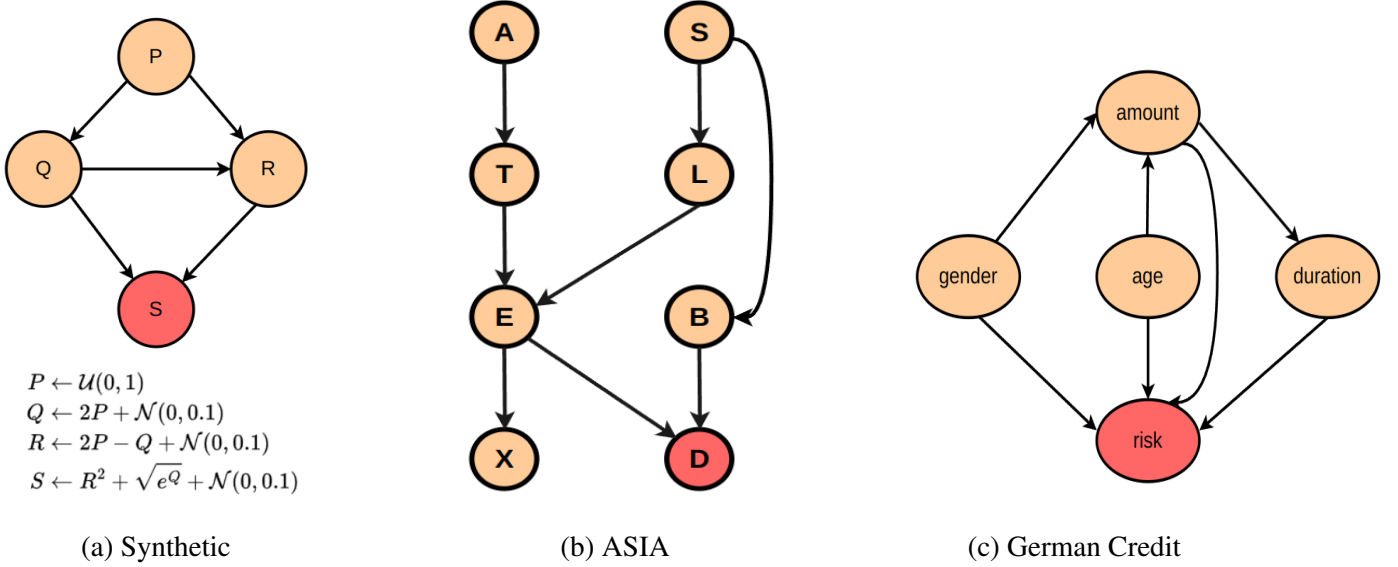 P
Q
R
S
P ← 𝒰(0, 1)
Q ← 2P + 𝒩(0, 0.1)
R ← 2P − Q + 𝒩(0, 0.1)
S ← R² + √e^Q + 𝒩(0, 0.1)
(a) Synthetic
A
S
T
L
E
B
X
D
(b) ASIA
amount
gender
age
duration
risk
(c) German Credit